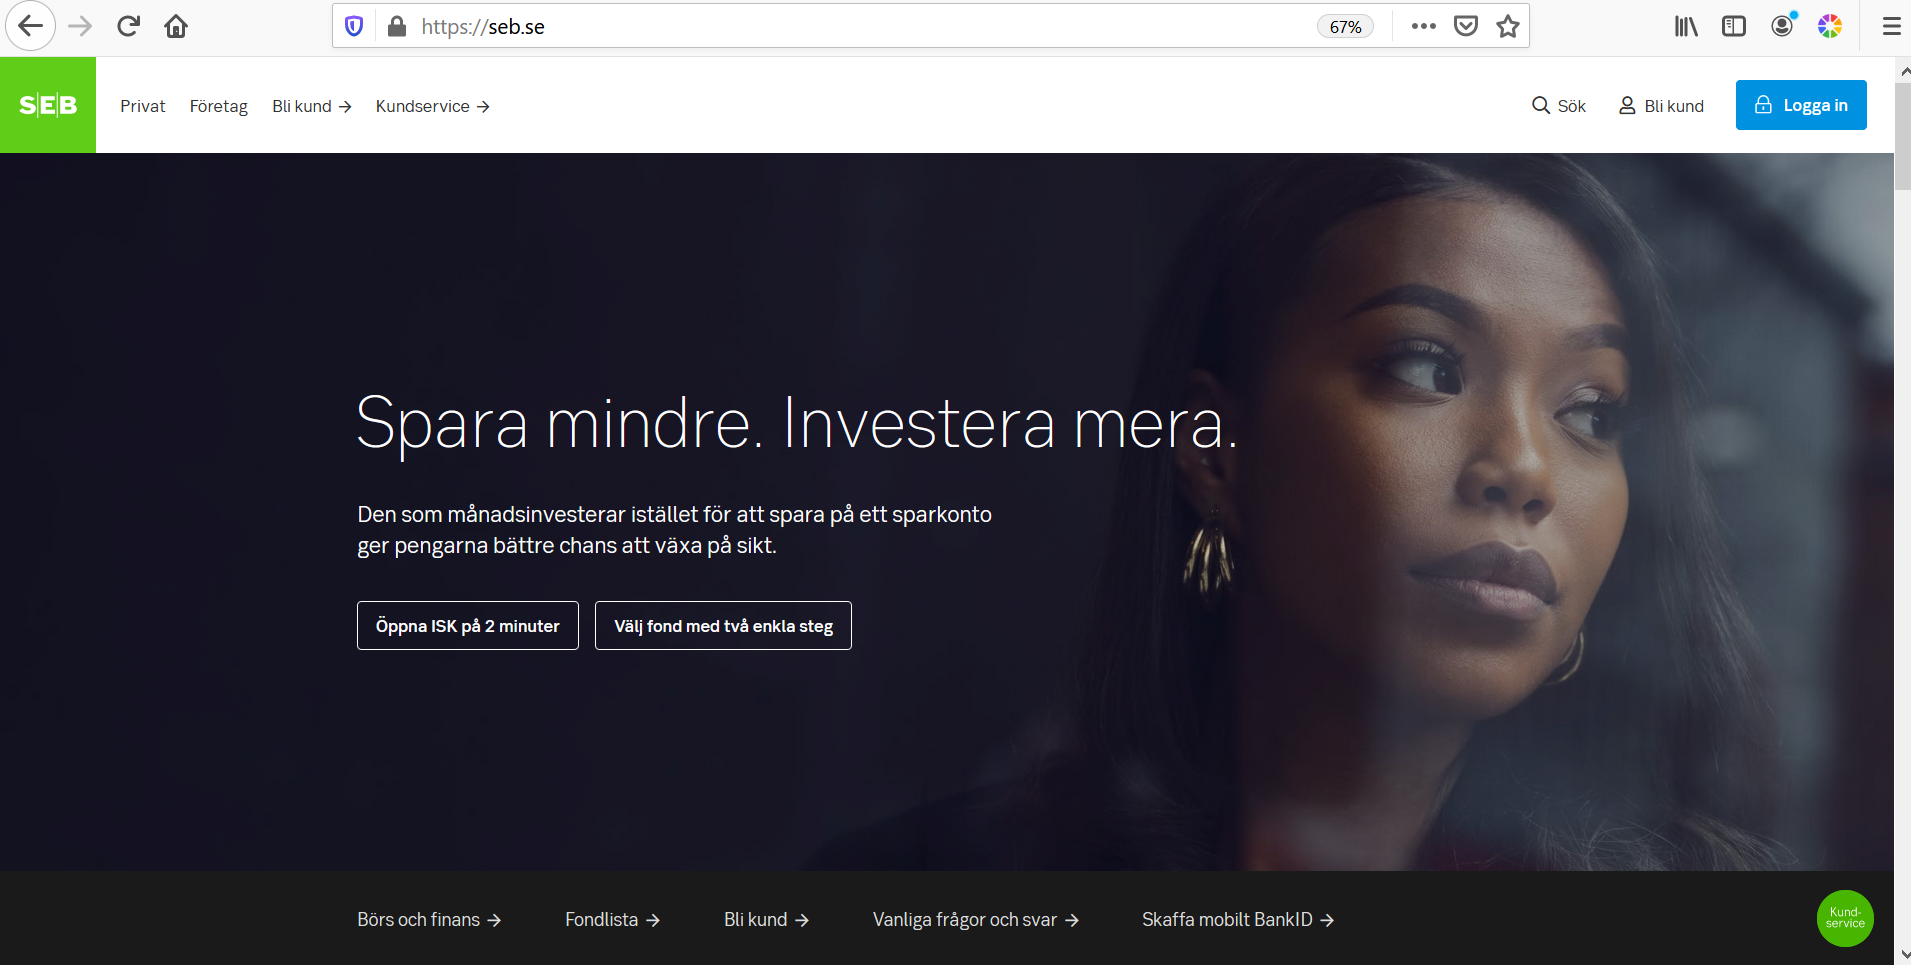 https://seb.se
67%
S|E|B
Privat
Företag
Bli kund →
Kundservice →
Sök
Bli kund
Logga in
Spara mindre. Investera mera.
Den som månadsinvesterar istället för att spara på ett sparkonto
ger pengarna bättre chans att växa på sikt.
Öppna ISK på 2 minuter
Välj fond med två enkla steg
Börs och finans →
Fondlista →
Bli kund →
Vanliga frågor och svar →
Skaffa mobilt BankID →
Kund-
service